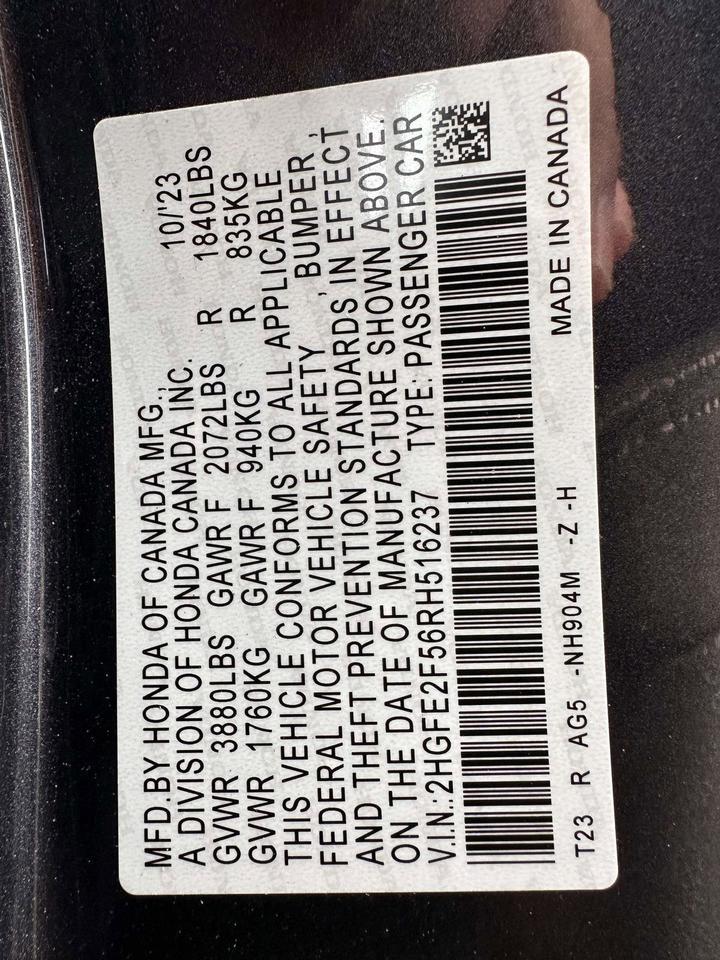 MFD.BY HONDA OF CANADA MFG., 10/'23
A DIVISION OF HONDA CANADA INC.
GVWR 3880LBS GAWR F 2072LBS R 1840LBS
GVWR 1760KG GAWR F 940KG R 835KG
THIS VEHICLE CONFORMS TO ALL APPLICABLE
FEDERAL MOTOR VEHICLE SAFETY , BUMPER ,
AND THEFT PREVENTION STANDARDS IN EFFECT
ON THE DATE OF MANUFACTURE SHOWN ABOVE.
V.I.N.:2HGFE2F56RH516237 TYPE: PASSENGER CAR
T23 R AG5 -NH904M -Z -H MADE IN CANADA